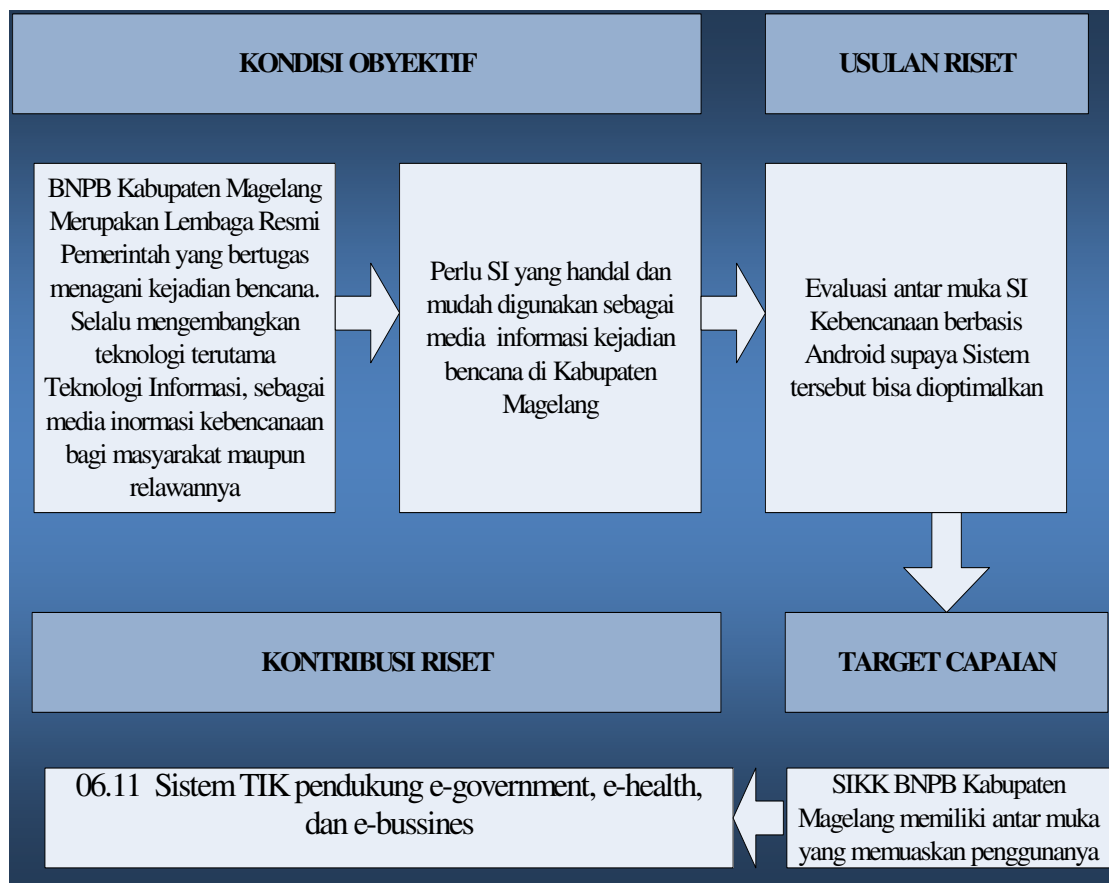 KONDISI OBYEKTIF
USULAN RISET
BNPB Kabupaten Magelang
Merupakan Lembaga Resmi
Pemerintah yang bertugas
menagani kejadian bencana.
Selalu mengembangkan
teknologi terutama
Teknologi Informasi, sebagai
media inormasi kebencanaan
bagi masyarakat maupun
relawannya
Perlu SI yang handal dan
mudah digunakan sebagai
media informasi kejadian
bencana di Kabupaten
Magelang
Evaluasi antar muka SI
Kebencanaan berbasis
Android supaya Sistem
tersebut bisa dioptimalkan
KONTRIBUSI RISET
TARGET CAPAIAN
06.11 Sistem TIK pendukung e-government, e-health,
dan e-bussines
SIKK BNPB Kabupaten
Magelang memiliki antar muka
yang memuaskan penggunanya